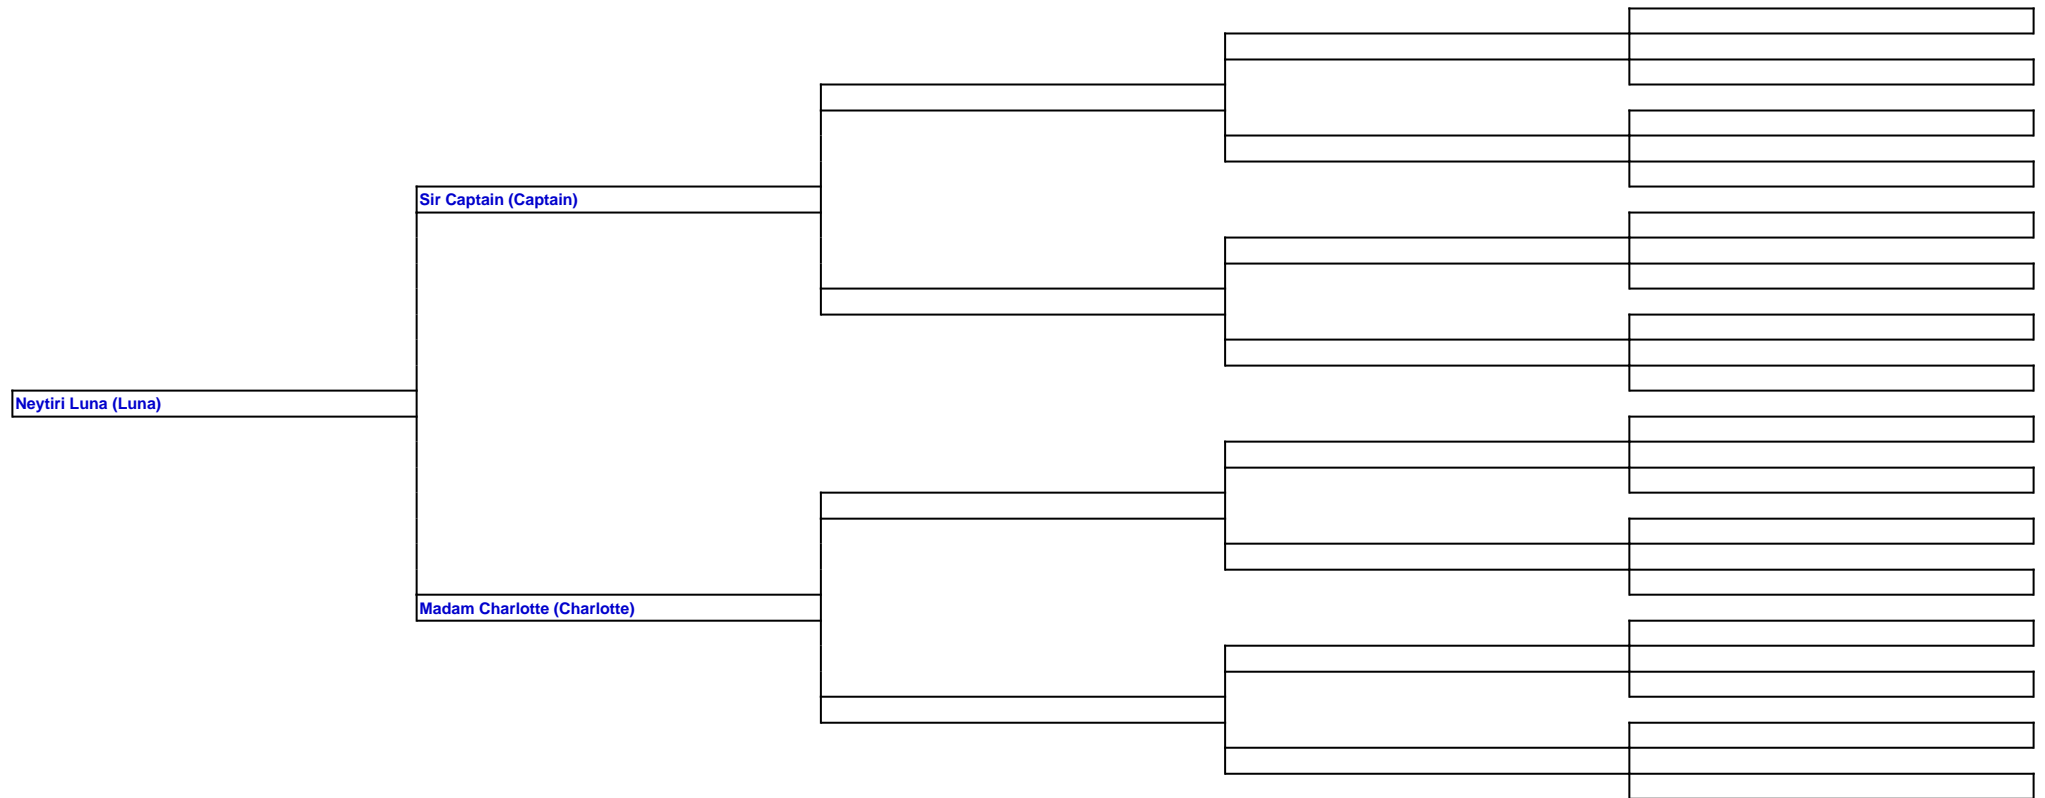 Sir Captain (Captain)
Neytiri Luna (Luna)
Madam Charlotte (Charlotte)